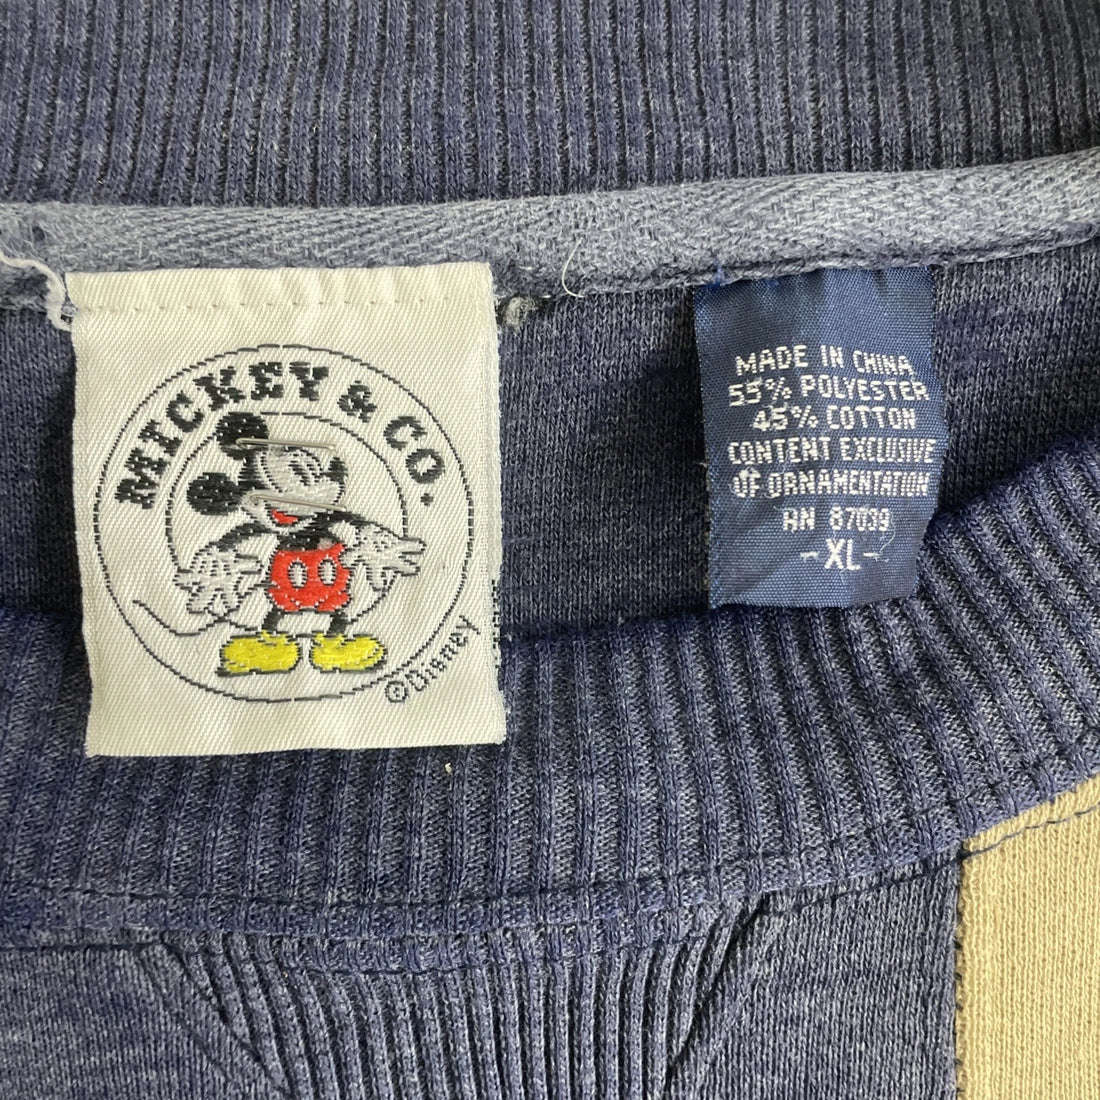 MICKEY & CO.
©Disney
MADE IN CHINA
55% POLYESTER
45% COTTON
CONTENT EXCLUSIVE
OF ORNAMENTATION
RN 87039
-XL-